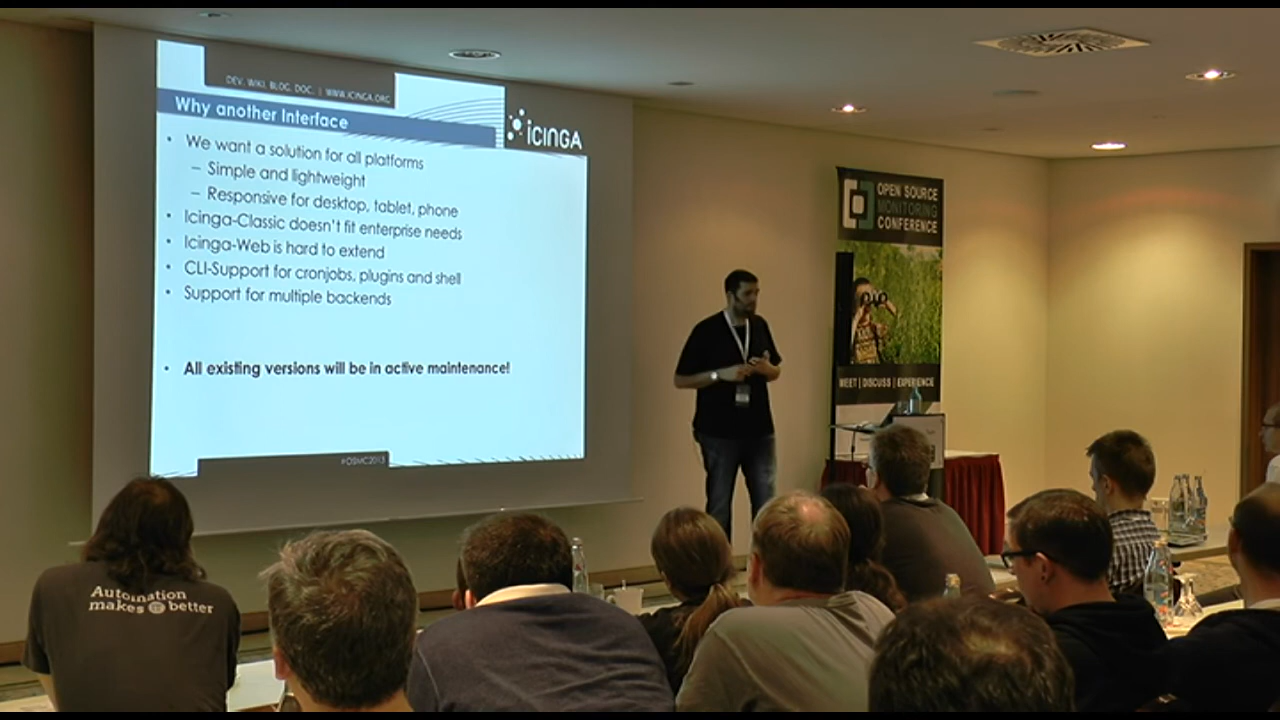 DEV. WIKI. BLOG. DOC. | WWW.ICINGA.ORG
Why another Interface
ICINGA
• We want a solution for all platforms
– Simple and lightweight
– Responsive for desktop, tablet, phone
• Icinga-Classic doesn't fit enterprise needs
• Icinga-Web is hard to extend
• CLI-Support for cronjobs, plugins and shell
• Support for multiple backends
• All existing versions will be in active maintenance!
#OSMC2013
OPEN SOURCE
MONITORING
CONFERENCE
MEET | DISCUSS | EXPERIENCE
Automation
makes
better